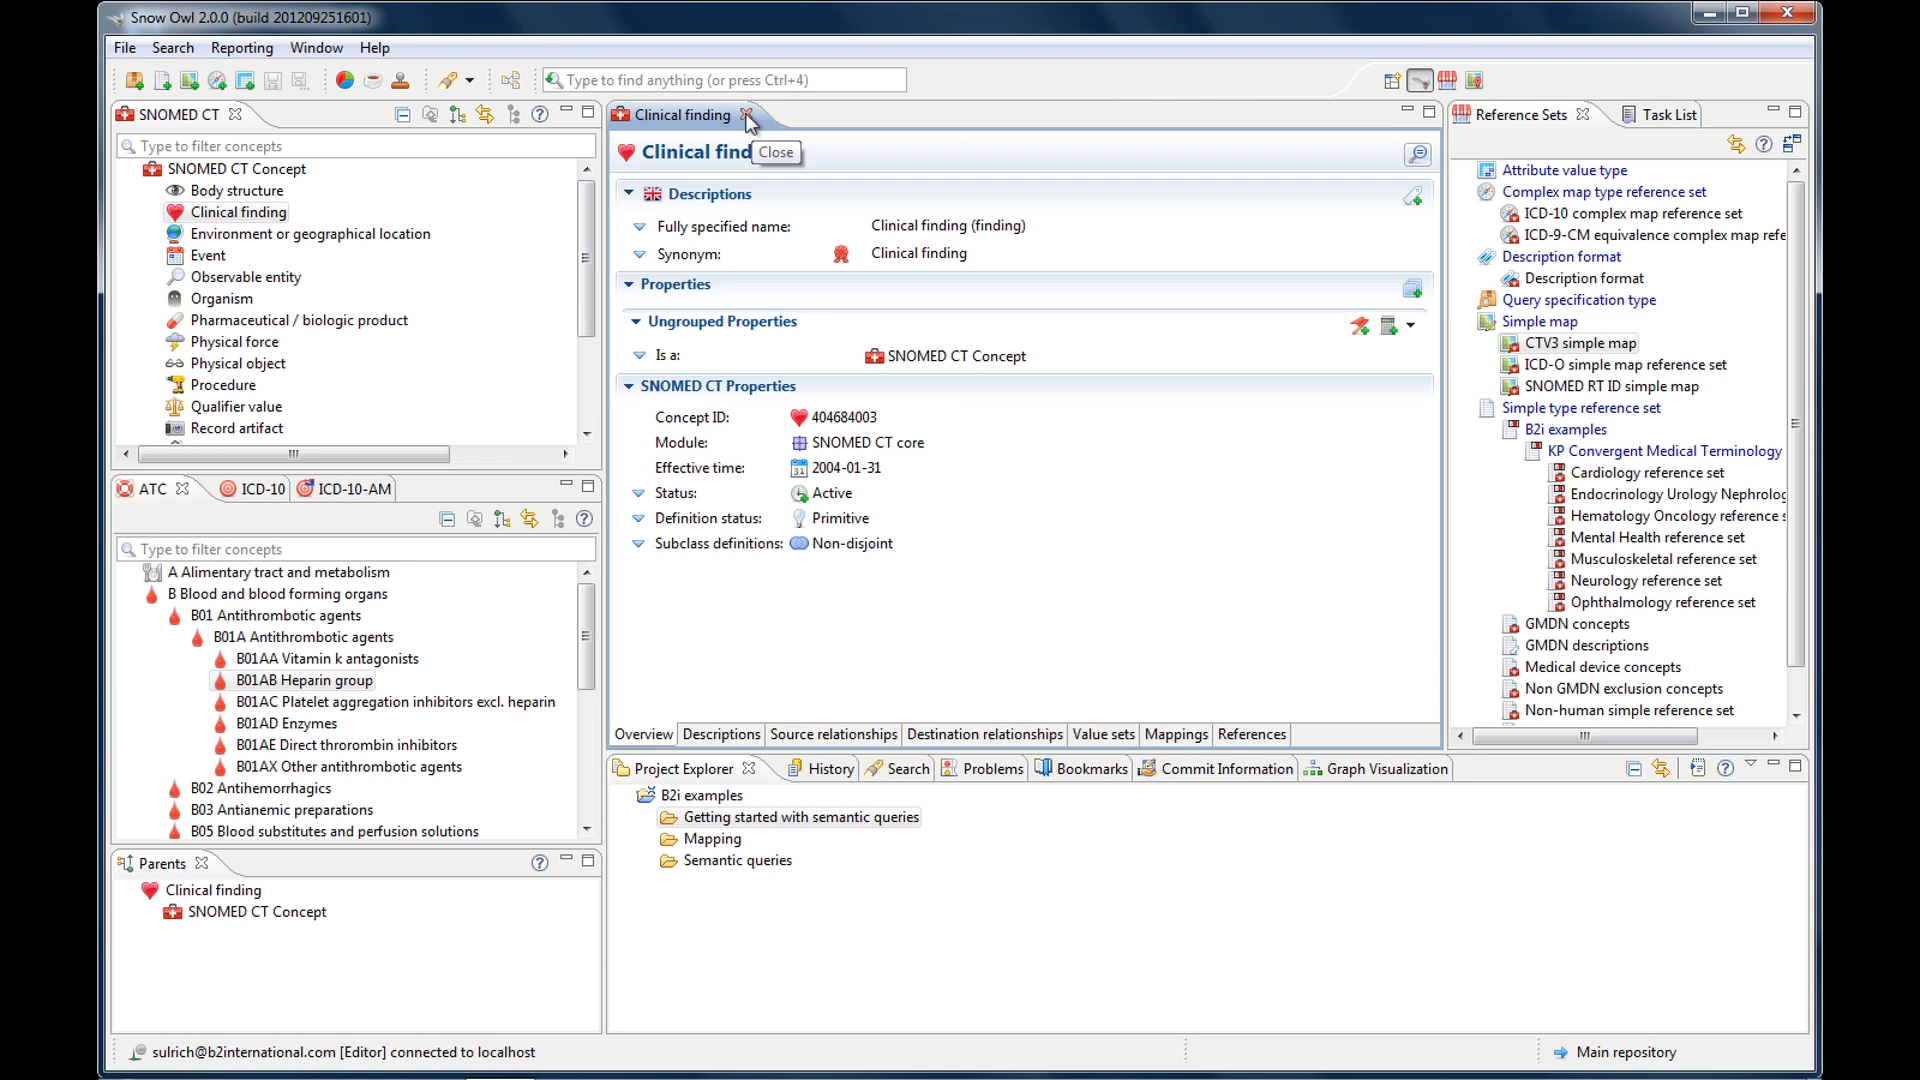 Snow Owl 2.0.0 (build 201209251601)
File Search Reporting Window Help
Type to find anything (or press Ctrl+4)
SNOMED CT
Type to filter concepts
SNOMED CT Concept
Body structure
Clinical finding
Environment or geographical location
Event
Observable entity
Organism
Pharmaceutical / biologic product
Physical force
Physical object
Procedure
Qualifier value
Record artifact
ATC ICD-10 ICD-10-AM
Type to filter concepts
A Alimentary tract and metabolism
B Blood and blood forming organs
B01 Antithrombotic agents
B01A Antithrombotic agents
B01AA Vitamin k antagonists
B01AB Heparin group
B01AC Platelet aggregation inhibitors excl. heparin
B01AD Enzymes
B01AE Direct throrombin inhibitors
B01AX Other antithrombotic agents
B02 Antihemorrhagics
B03 Antianemic preparations
B05 Blood substitutes and perfusion solutions
Parents
Clinical finding
SNOMED CT Concept
Clinical finding
Clinical find
Close
Descriptions
Fully specified name: Clinical finding (finding)
Synonym: Clinical finding
Properties
Ungrouped Properties
Is a: SNOMED CT Concept
SNOMED CT Properties
Concept ID: 404684003
Module: SNOMED CT core
Effective time: 31 2004-01-31
Status: Active
Definition status: Primitive
Subclass definitions: Non-disjoint
Overview Descriptions Source relationships Destination relationships Value sets Mappings References
Project Explorer History Search Problems Bookmarks Commit Information Graph Visualization
B2i examples
Getting started with semantic queries
Mapping
Semantic queries
Reference Sets Task List
Attribute value type
Complex map type reference set
ICD-10 complex map reference set
ICD-9-CM equivalence complex map refe
Description format
Description format
Query specification type
Simple map
CTV3 simple map
ICD-O simple map reference set
SNOMED RT ID simple map
Simple type reference set
B2i examples
KP Convergent Medical Terminology
Cardiology reference set
Endocrinology Urology Nephrolog
Hematology Oncology reference s
Mental Health reference set
Musculoskeletal reference set
Neurology reference set
Ophthalmology reference set
GMDN concepts
GMDN descriptions
Medical device concepts
Non GMDN exclusion concepts
Non-human simple reference set
sulrich@b2international.com [Editor] connected to localhost
Main repository